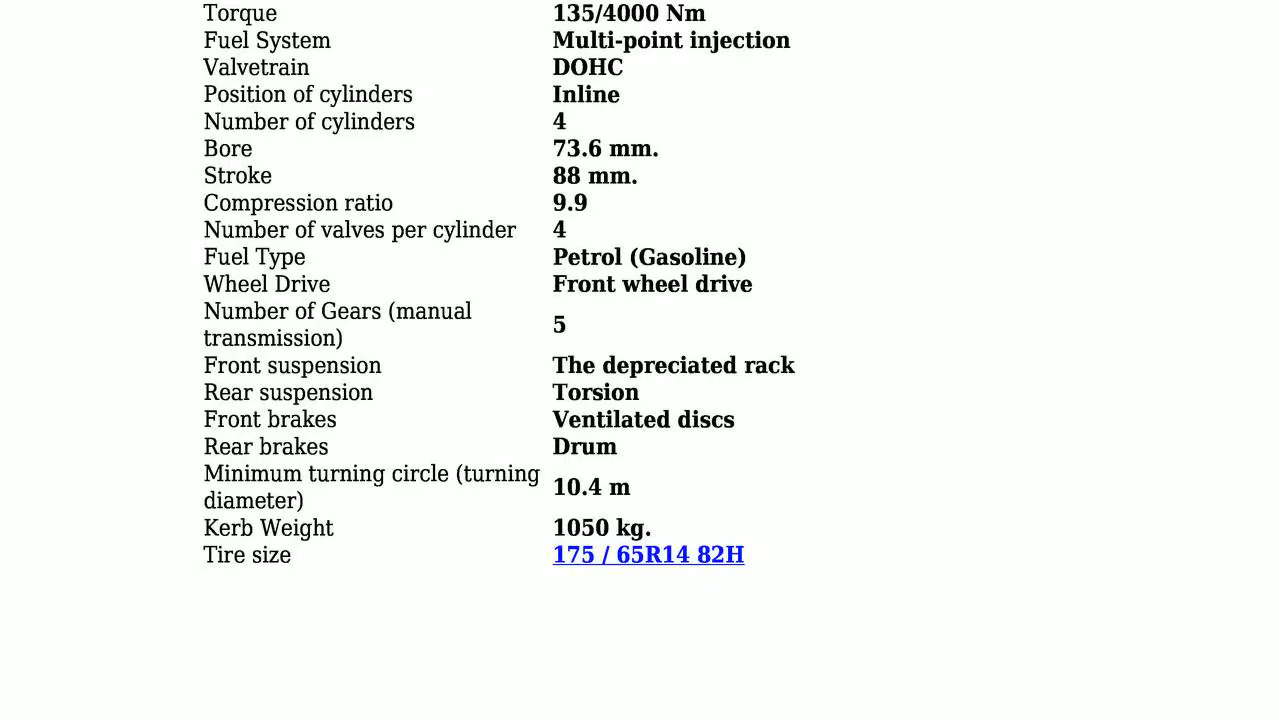 Torque 135/4000 Nm
Fuel System Multi-point injection
Valvetrain DOHC
Position of cylinders Inline
Number of cylinders 4
Bore 73.6 mm.
Stroke 88 mm.
Compression ratio 9.9
Number of valves per cylinder 4
Fuel Type Petrol (Gasoline)
Wheel Drive Front wheel drive
Number of Gears (manual
transmission) 5
Front suspension The depreciated rack
Rear suspension Torsion
Front brakes Ventilated discs
Rear brakes Drum
Minimum turning circle (turning
diameter) 10.4 m
Kerb Weight 1050 kg.
Tire size 175 / 65R14 82H